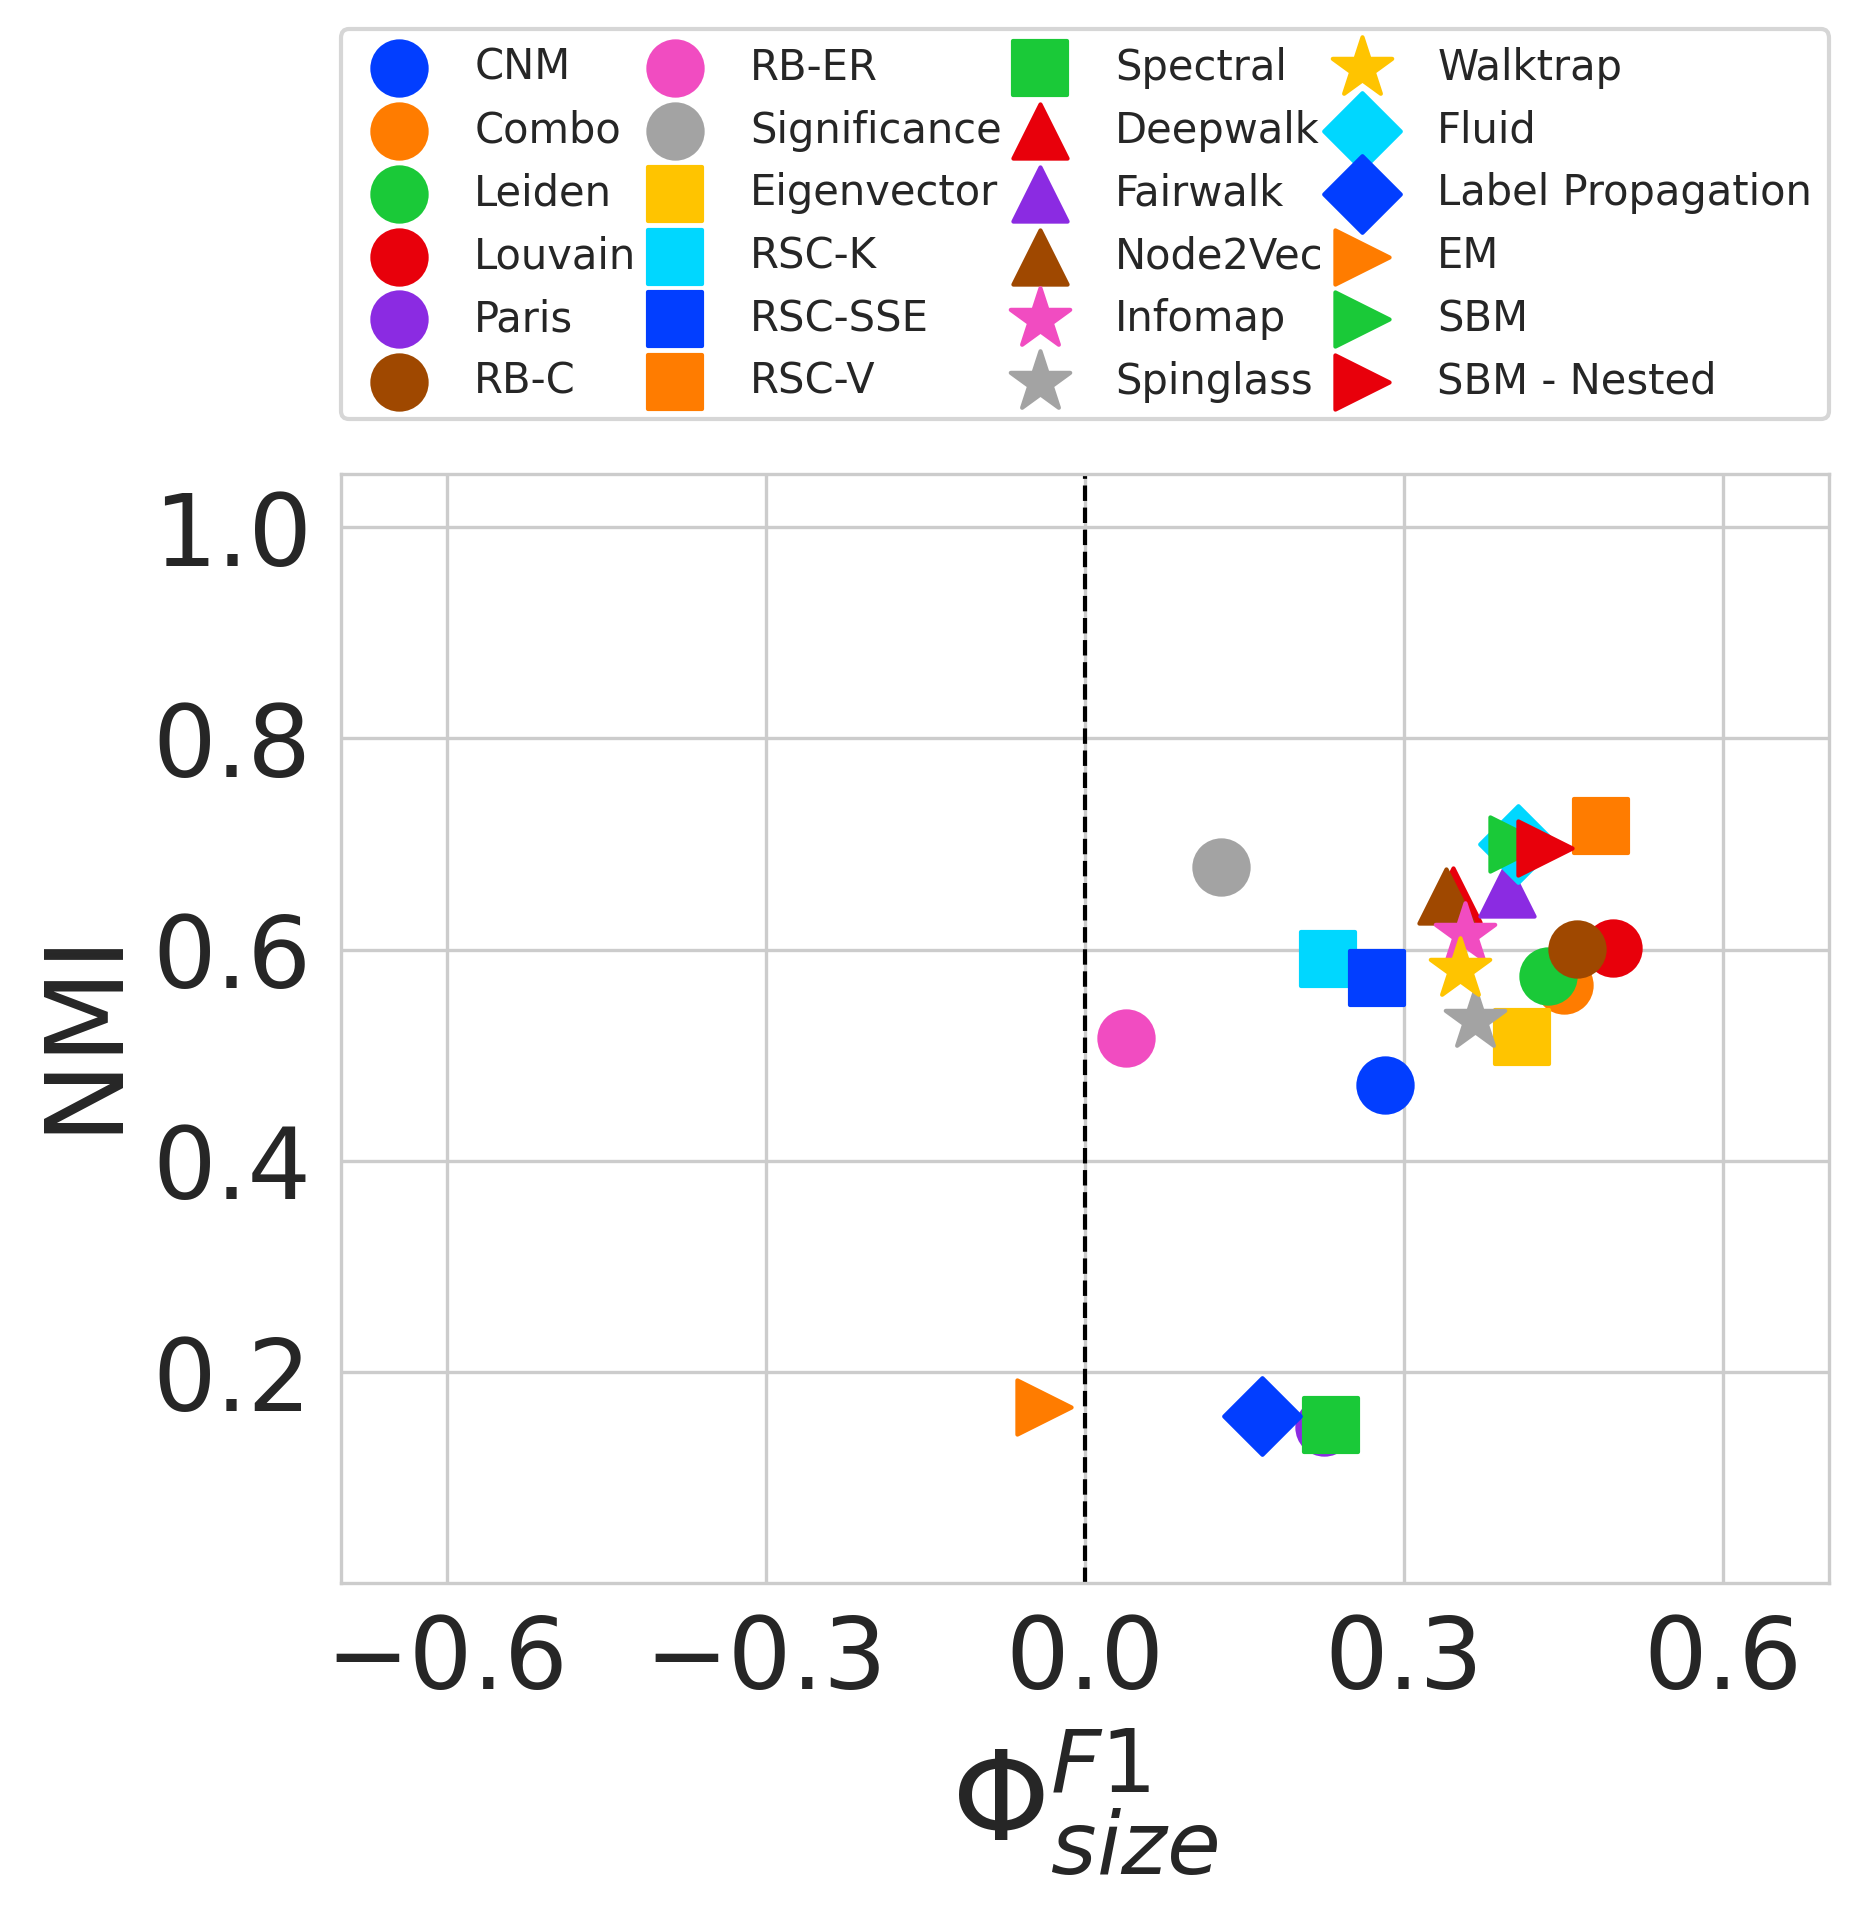 CNM RB-ER Spectral Walktrap
Combo Significance Deepwalk Fluid
Leiden Eigenvector Fairwalk Label Propagation
Louvain RSC-K Node2Vec EM
Paris RSC-SSE Infomap SBM
RB-C RSC-V Spinglass SBM - Nested
1.0
0.8
0.6
0.4
0.2
NMI
−0.6 −0.3 0.0 0.3 0.6
Φ^{F1}_{size}